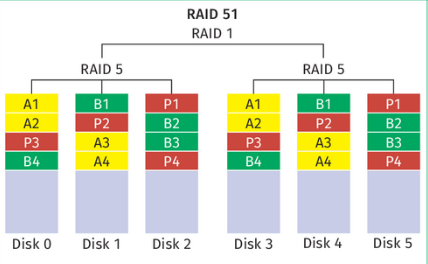 RAID 51
RAID 1
RAID 5 RAID 5
A1 B1 P1 A1 B1 P1
A2 P2 B2 A2 P2 B2
P3 A3 B3 P3 A3 B3
B4 A4 P4 B4 A4 P4
Disk 0 Disk 1 Disk 2 Disk 3 Disk 4 Disk 5